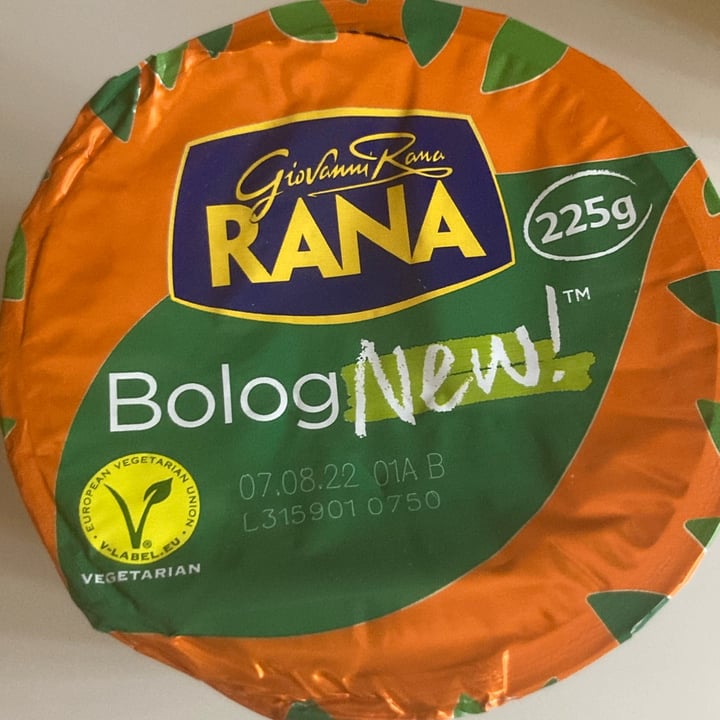 Giovanni Rana
RANA
225g
BologNew!™
EUROPEAN VEGETARIAN UNION
V-LABEL.EU
®
VEGETARIAN
07.08.22 01A B
L315901 0750